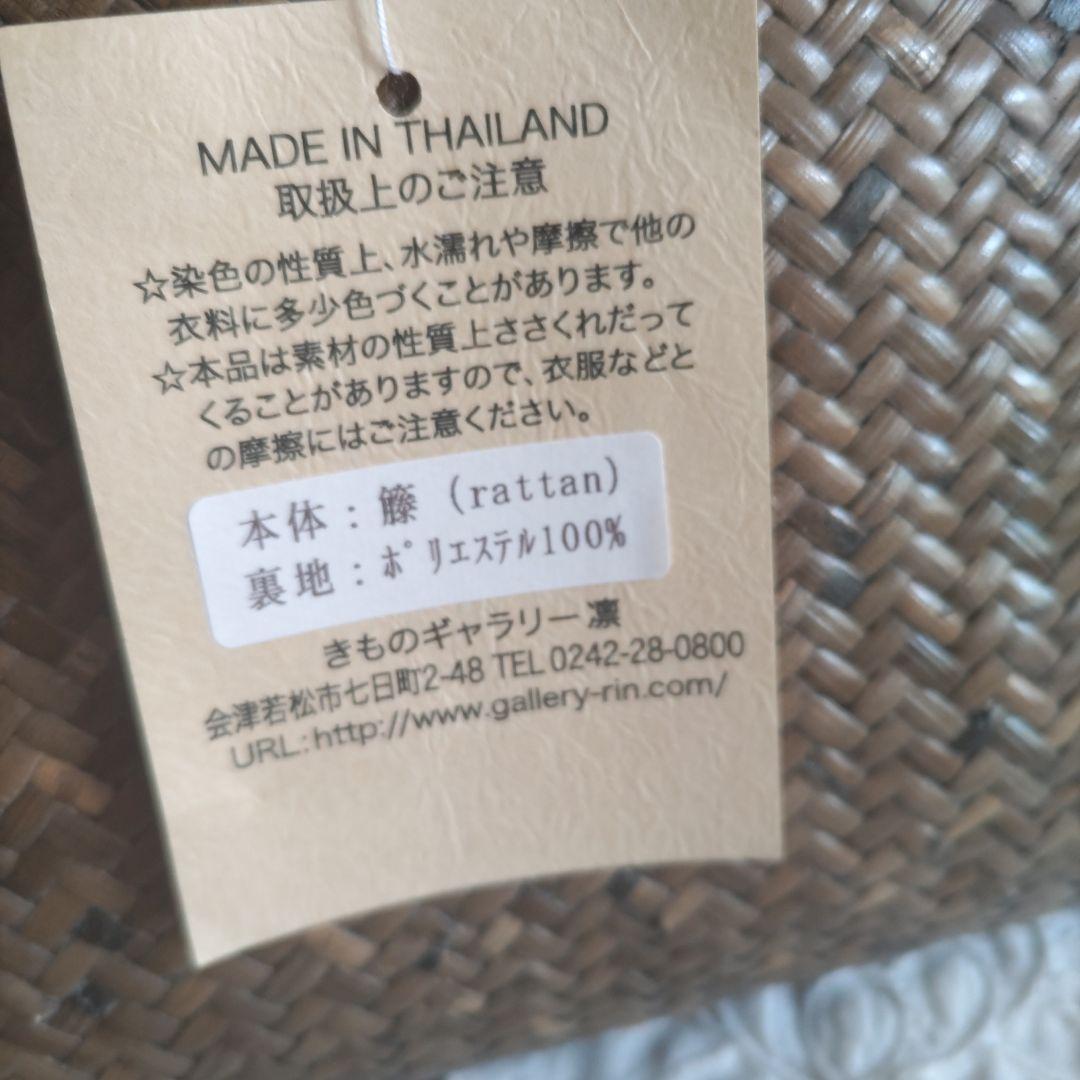 MADE IN THAILAND
取扱上のご注意
☆染色の性質上、水濡れや摩擦で他の
衣料に多少色づくことがあります。
☆本品は素材の性質上ささくれだって
くることがありますので、衣服などと
の摩擦にはご注意ください。
本体：籐（rattan）
裏地：ﾎﾟﾘｴｽﾃﾙ100%
きものギャラリー凛
会津若松市七日町2-48 TEL 0242-28-0800
URL:http://www.gallery-rin.com/